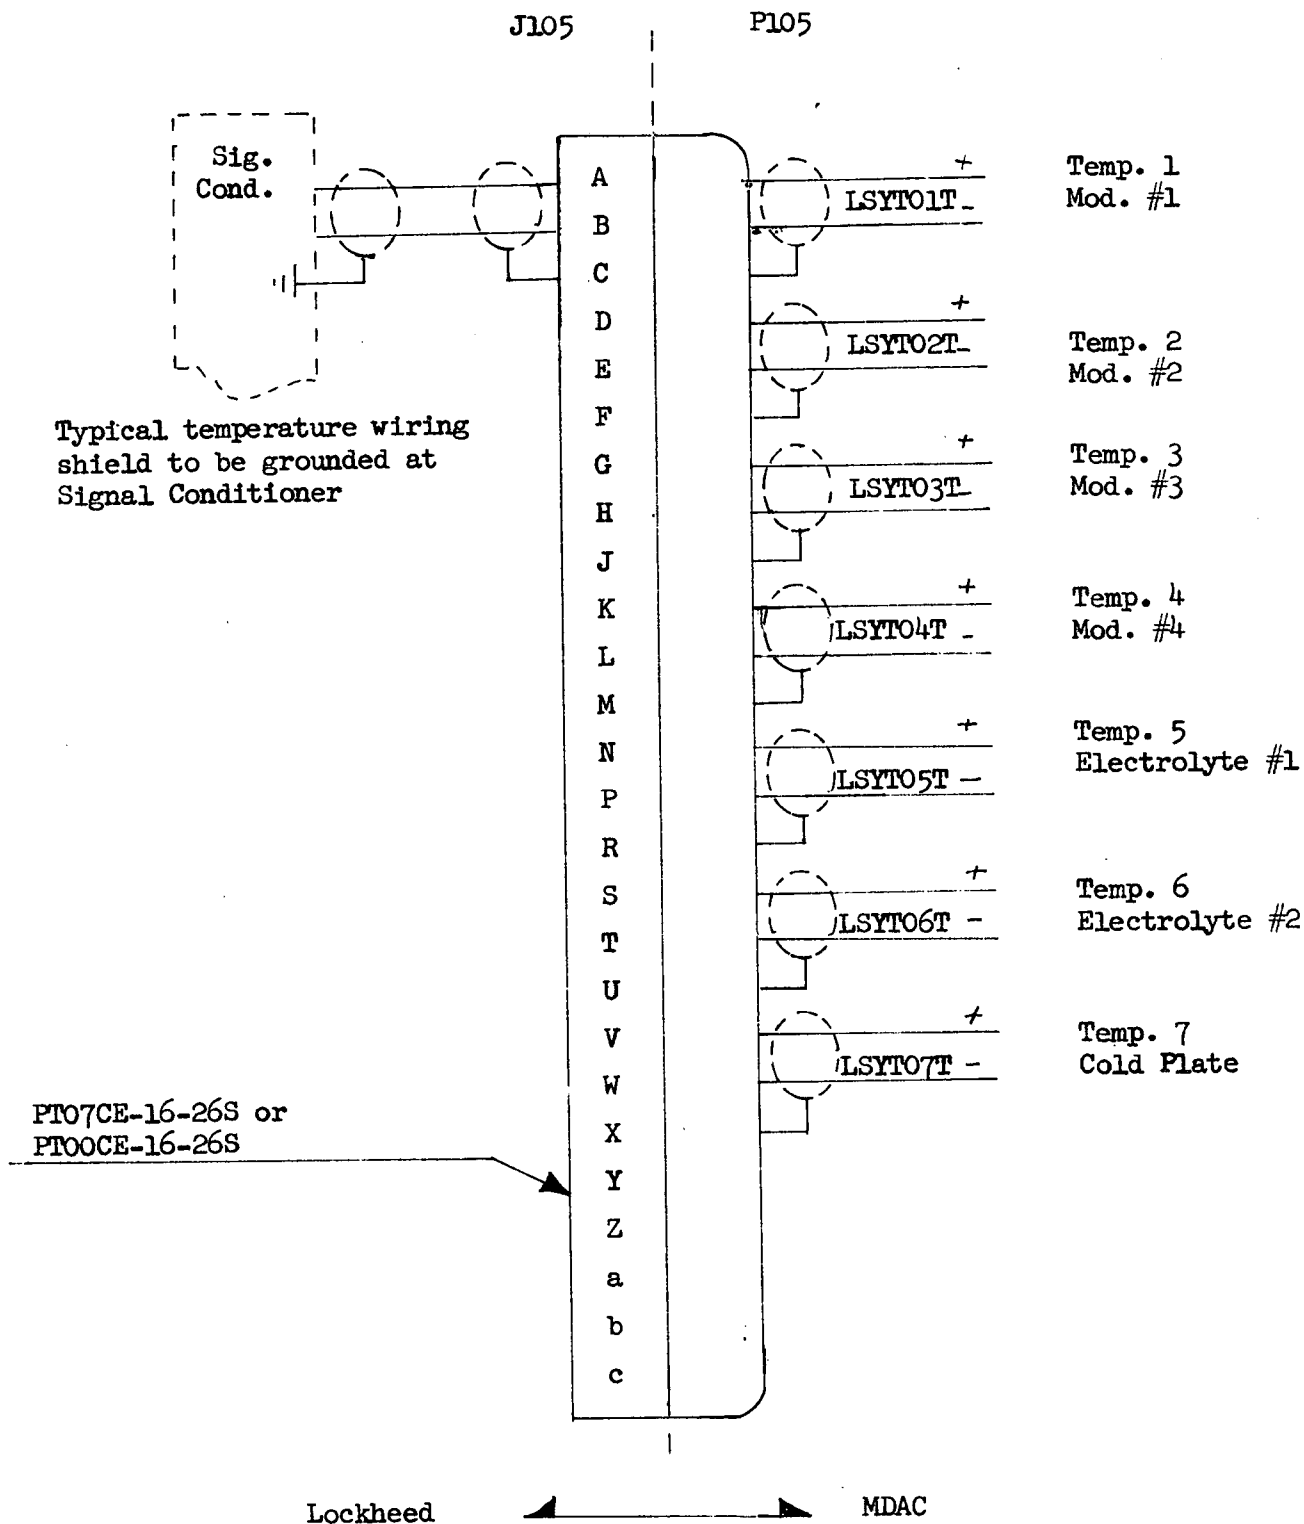 J105 P105
Sig.
Cond.
A
B
C
D
E
F
G
H
J
K
L
M
N
P
R
S
T
U
V
W
X
Y
Z
a
b
c
+
LSYT01T -
Temp. 1
Mod. #1
+
LSYT02T -
Temp. 2
Mod. #2
+
LSYT03T -
Temp. 3
Mod. #3
+
LSYT04T -
Temp. 4
Mod. #4
+
LSYT05T -
Temp. 5
Electrolyte #1
+
LSYT06T -
Temp. 6
Electrolyte #2
+
LSYT07T -
Temp. 7
Cold Plate
Typical temperature wiring
shield to be grounded at
Signal Conditioner
PT07CE-16-26S or
PT00CE-16-26S
Lockheed MDAC